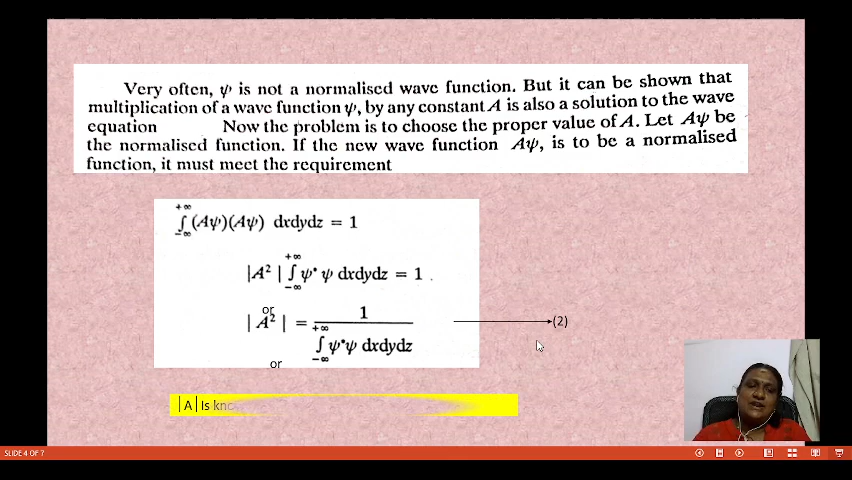 Very often, ψ is not a normalised wave function. But it can be shown that
multiplication of a wave function ψ, by any constant A is also a solution to the wave
equation Now the problem is to choose the proper value of A. Let Aψ be
the normalised function. If the new wave function Aψ, is to be a normalised
function, it must meet the requirement
+∞
∫ (Aψ)(Aψ) dxdydz = 1
-∞
+∞
|A² | ∫ ψ* ψ dxdydz = 1 .
-∞
or
| A² | = 1
+∞
∫ ψ*ψ dxdydz
-∞
(2)
or
|A| Is
SLIDE 4 OF 7